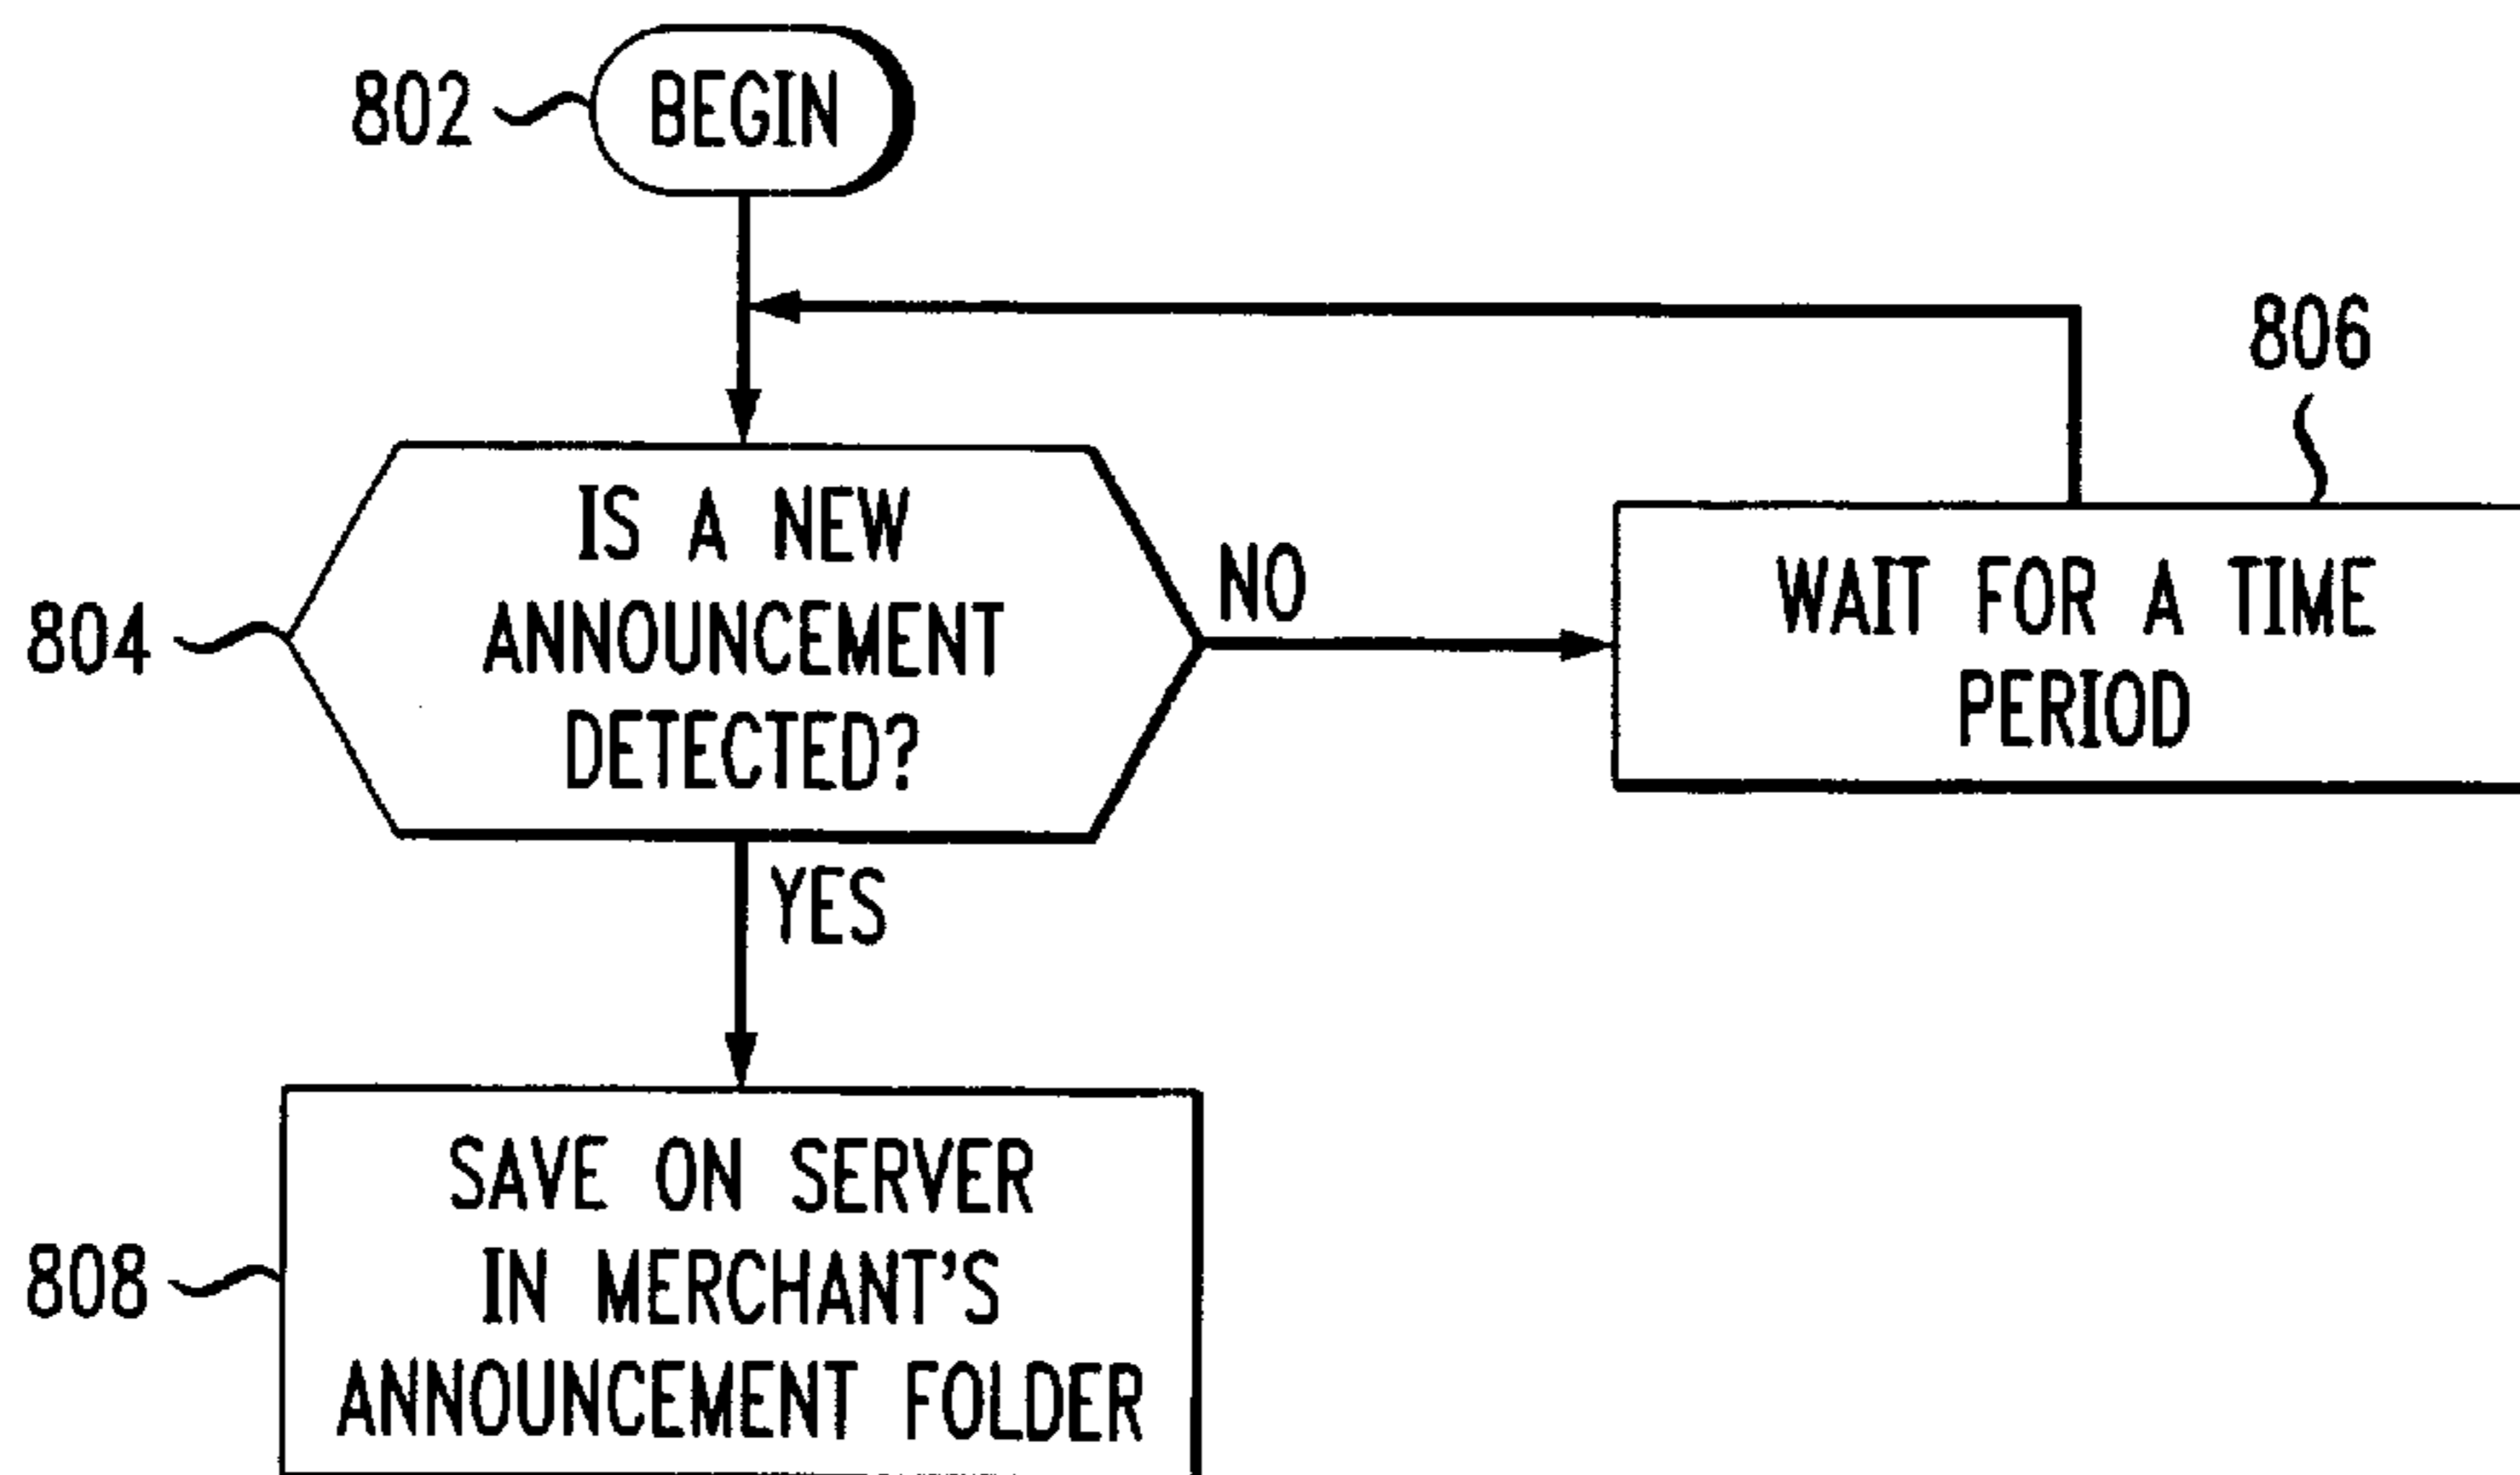 802
BEGIN
806
IS A NEW
ANNOUNCEMENT
DETECTED?
804
NO
WAIT FOR A TIME
PERIOD
YES
SAVE ON SERVER
IN MERCHANT'S
ANNOUNCEMENT FOLDER
808